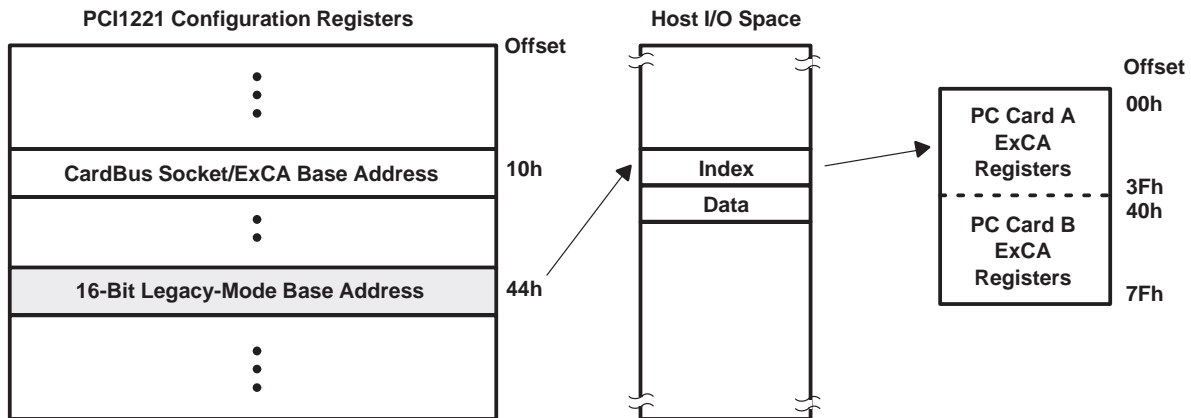 PCI1221 Configuration Registers
Offset
CardBus Socket/ExCA Base Address
10h
16-Bit Legacy-Mode Base Address
44h
Host I/O Space
Index
Data
Offset
PC Card A
ExCA
Registers
00h
3Fh
40h
PC Card B
ExCA
Registers
7Fh